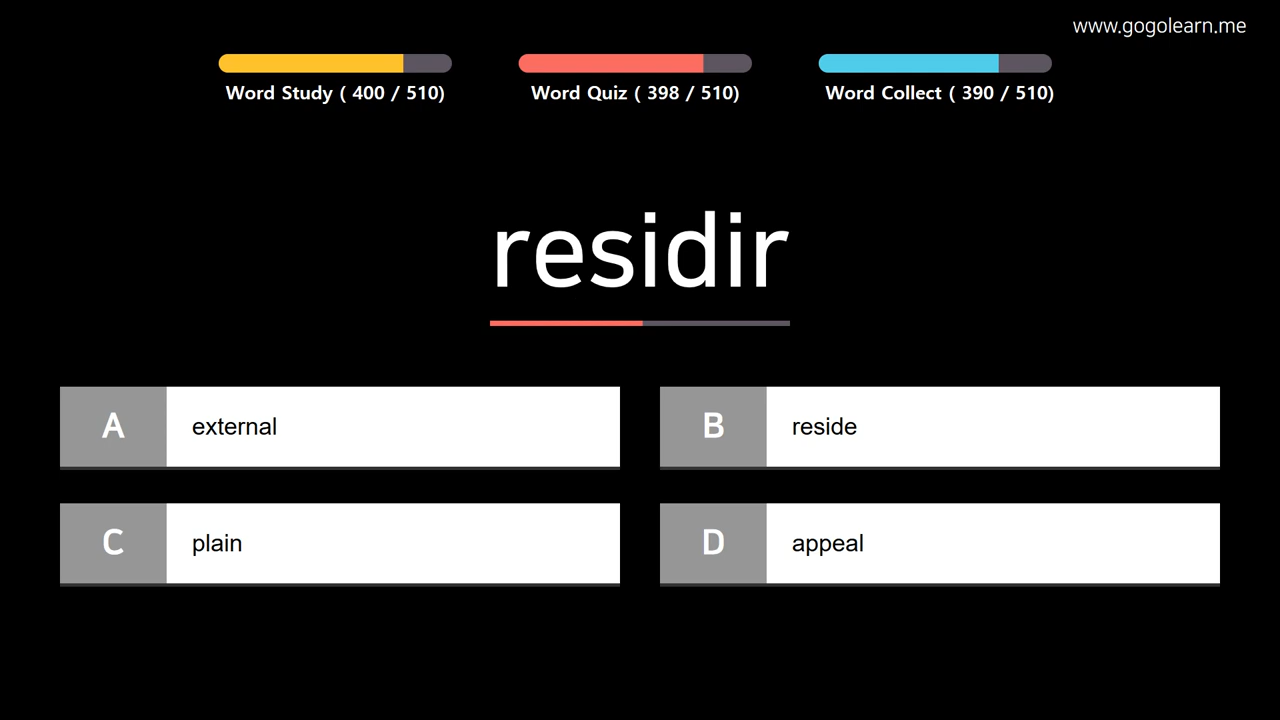 www.gogolearn.me
Word Study ( 400 / 510)
Word Quiz ( 398 / 510)
Word Collect ( 390 / 510)
residir
A external
B reside
C plain
D appeal